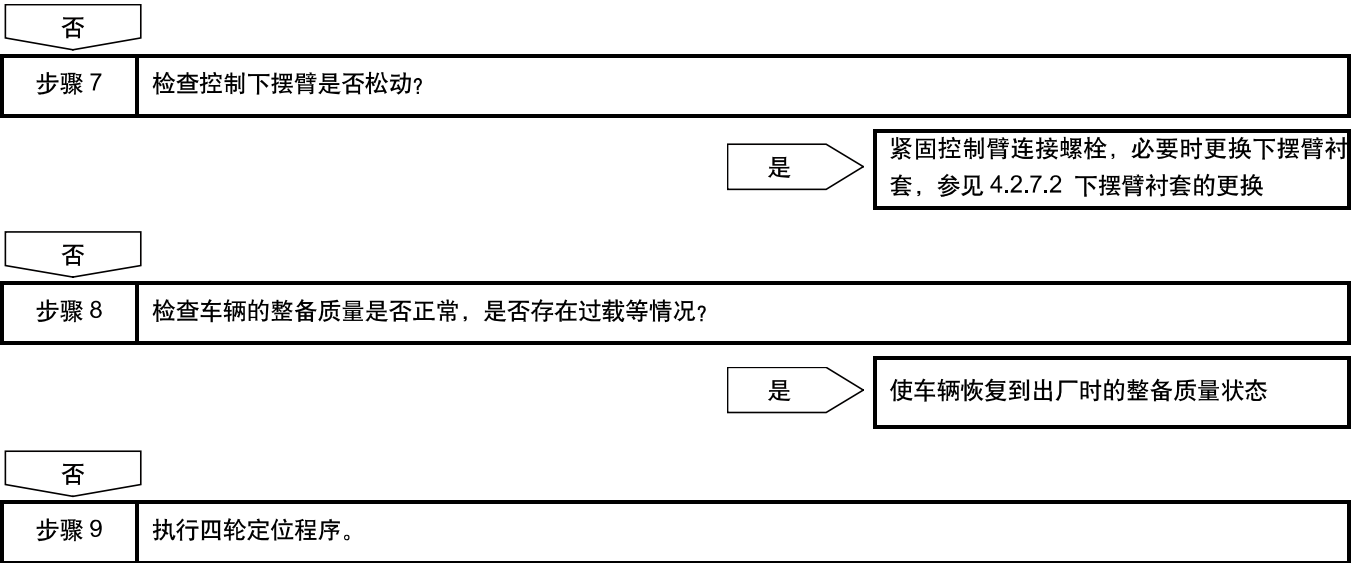 否
步骤 7 检查控制下摆臂是否松动?
是 紧固控制臂连接螺栓，必要时更换下摆臂衬
套，参见 4.2.7.2 下摆臂衬套的更换
否
步骤 8 检查车辆的整备质量是否正常，是否存在过载等情况?
是 使车辆恢复到出厂时的整备质量状态
否
步骤 9 执行四轮定位程序。